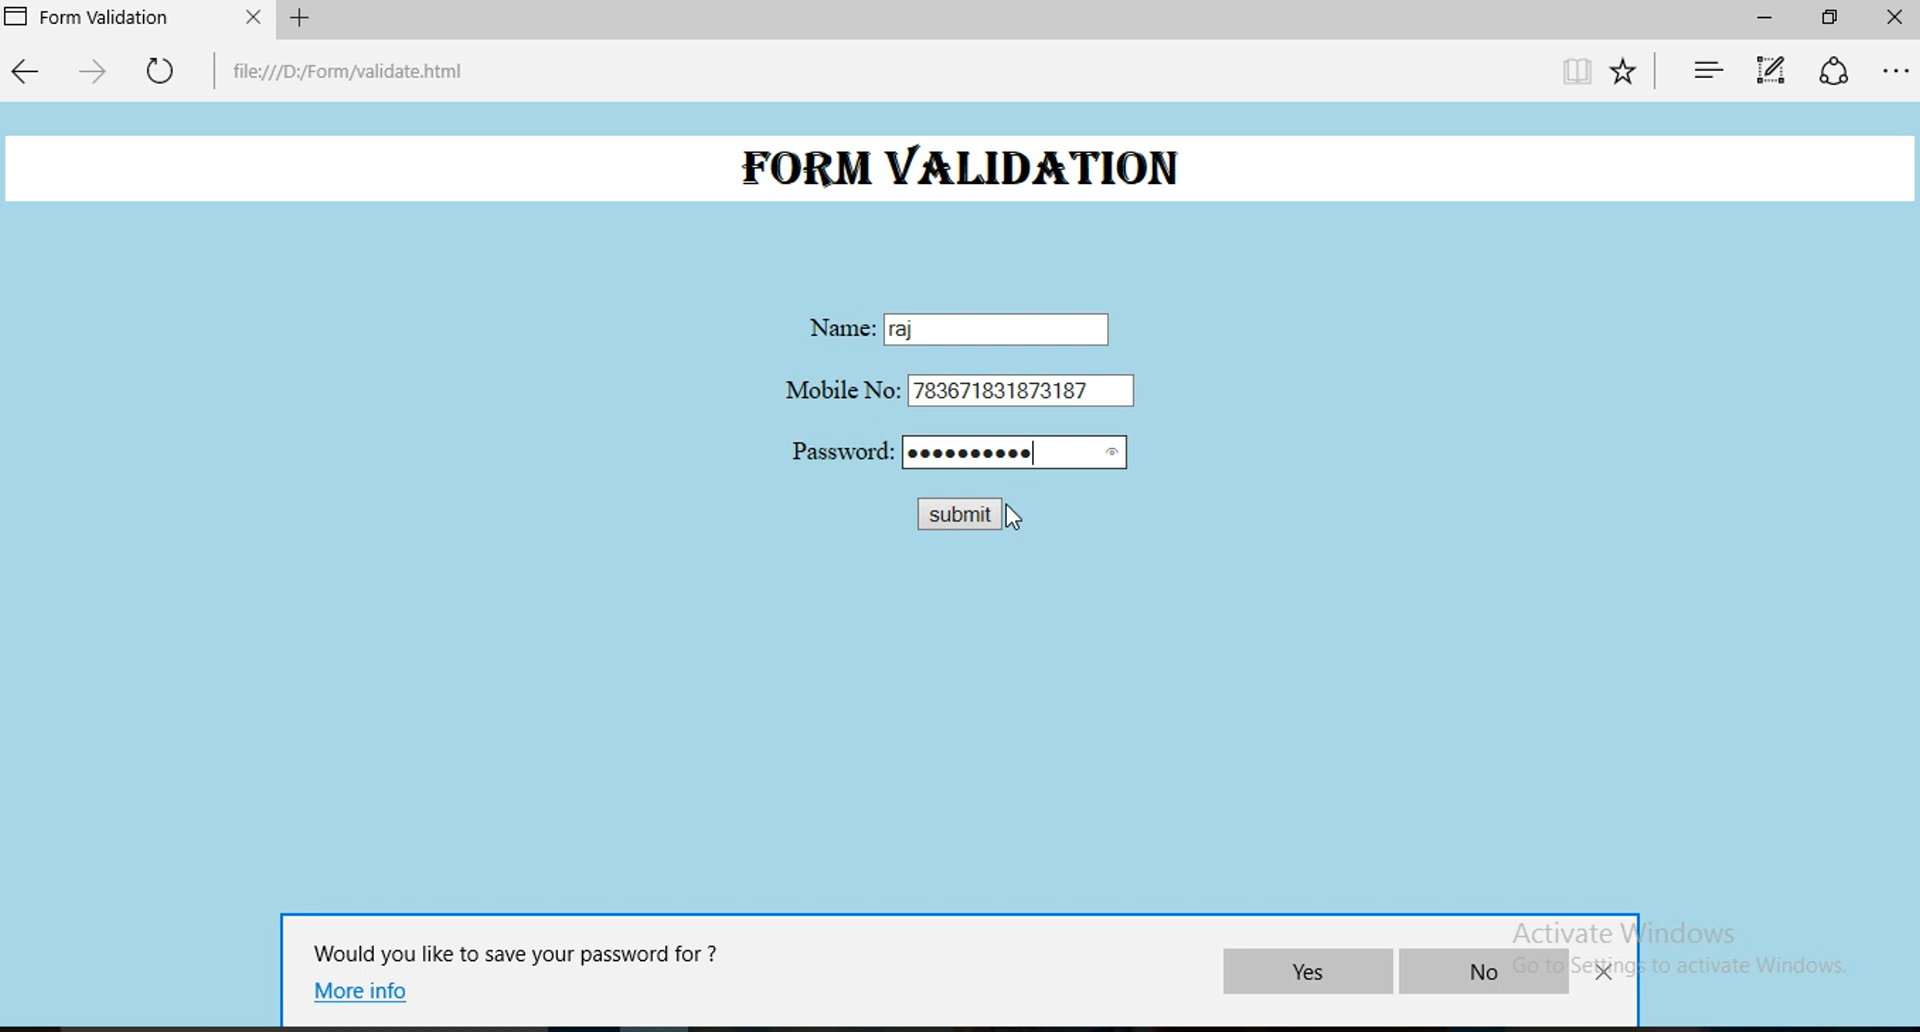 Form Validation
file:///D:/Form/validate.html
FORM VALIDATION
Name: raj
Mobile No: 783671831873187
Password: ••••••••••
submit
Would you like to save your password for ?
More info
Yes
No
Activate Windows
Go to Settings to activate Windows.